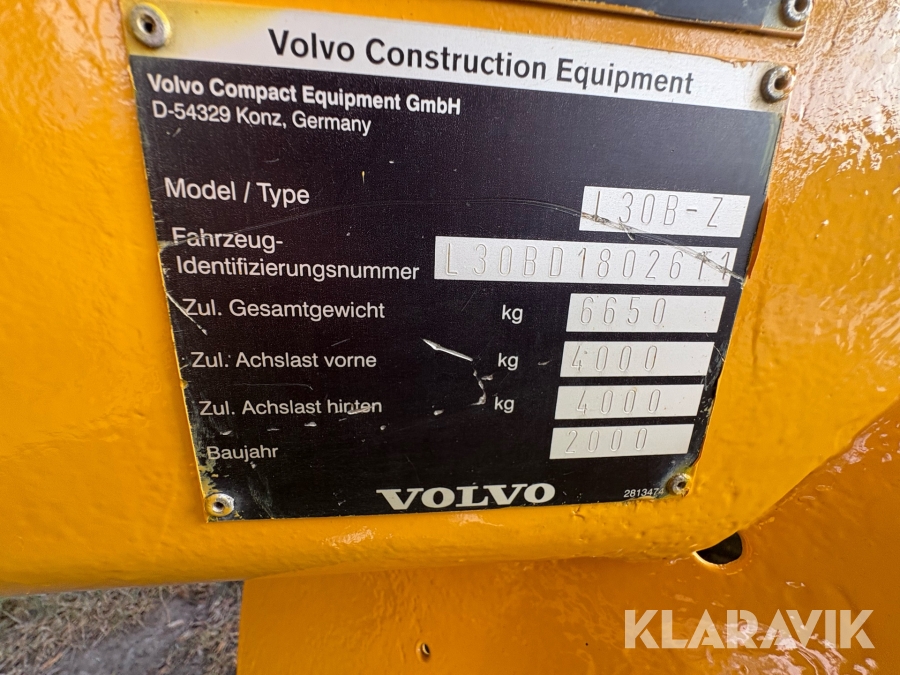 Volvo Construction Equipment
Volvo Compact Equipment GmbH
D-54329 Konz, Germany
Model / Type L30B-Z
Fahrzeug-
Identifizierungsnummer
Zul. Gesamtgewicht kg 6650
Zul. Achslast vorne kg 4000
Zul. Achslast hinten kg 4000
Baujahr 2000
VOLVO
2813474
KLARAVIK